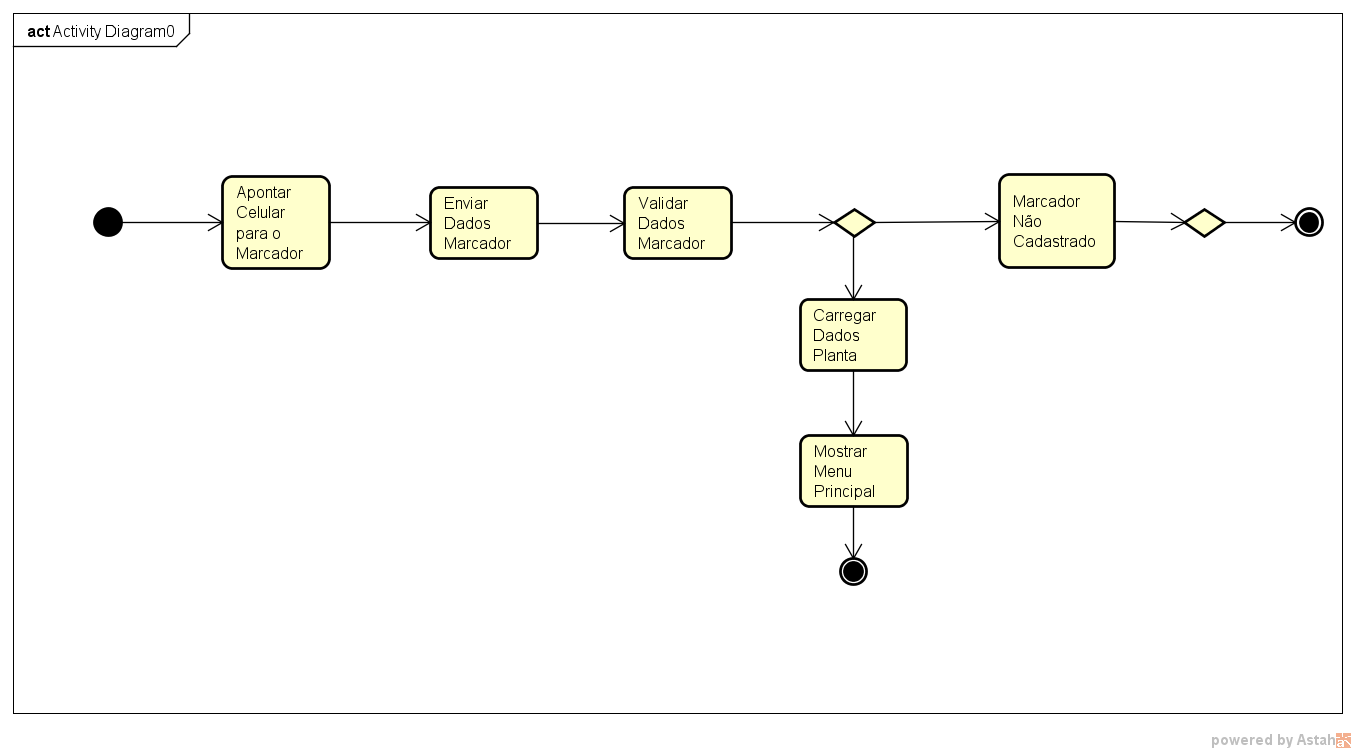 act Activity Diagram0
Apontar
Celular
para o
Marcador
Enviar
Dados
Marcador
Validar
Dados
Marcador
Marcador
Não
Cadastrado
Carregar
Dados
Planta
Mostrar
Menu
Principal
powered by Astah